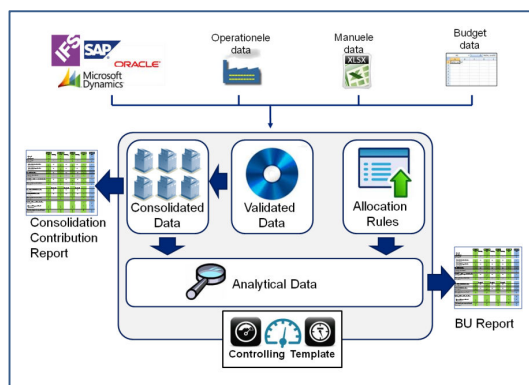 IFS
SAP
ORACLE
Microsoft
Dynamics
Operationele
data
Manuele
data
XLSX
Budget
data
Consolidated
Data
Validated
Data
Allocation
Rules
Consolidation
Contribution
Report
Analytical Data
BU Report
Controlling Template